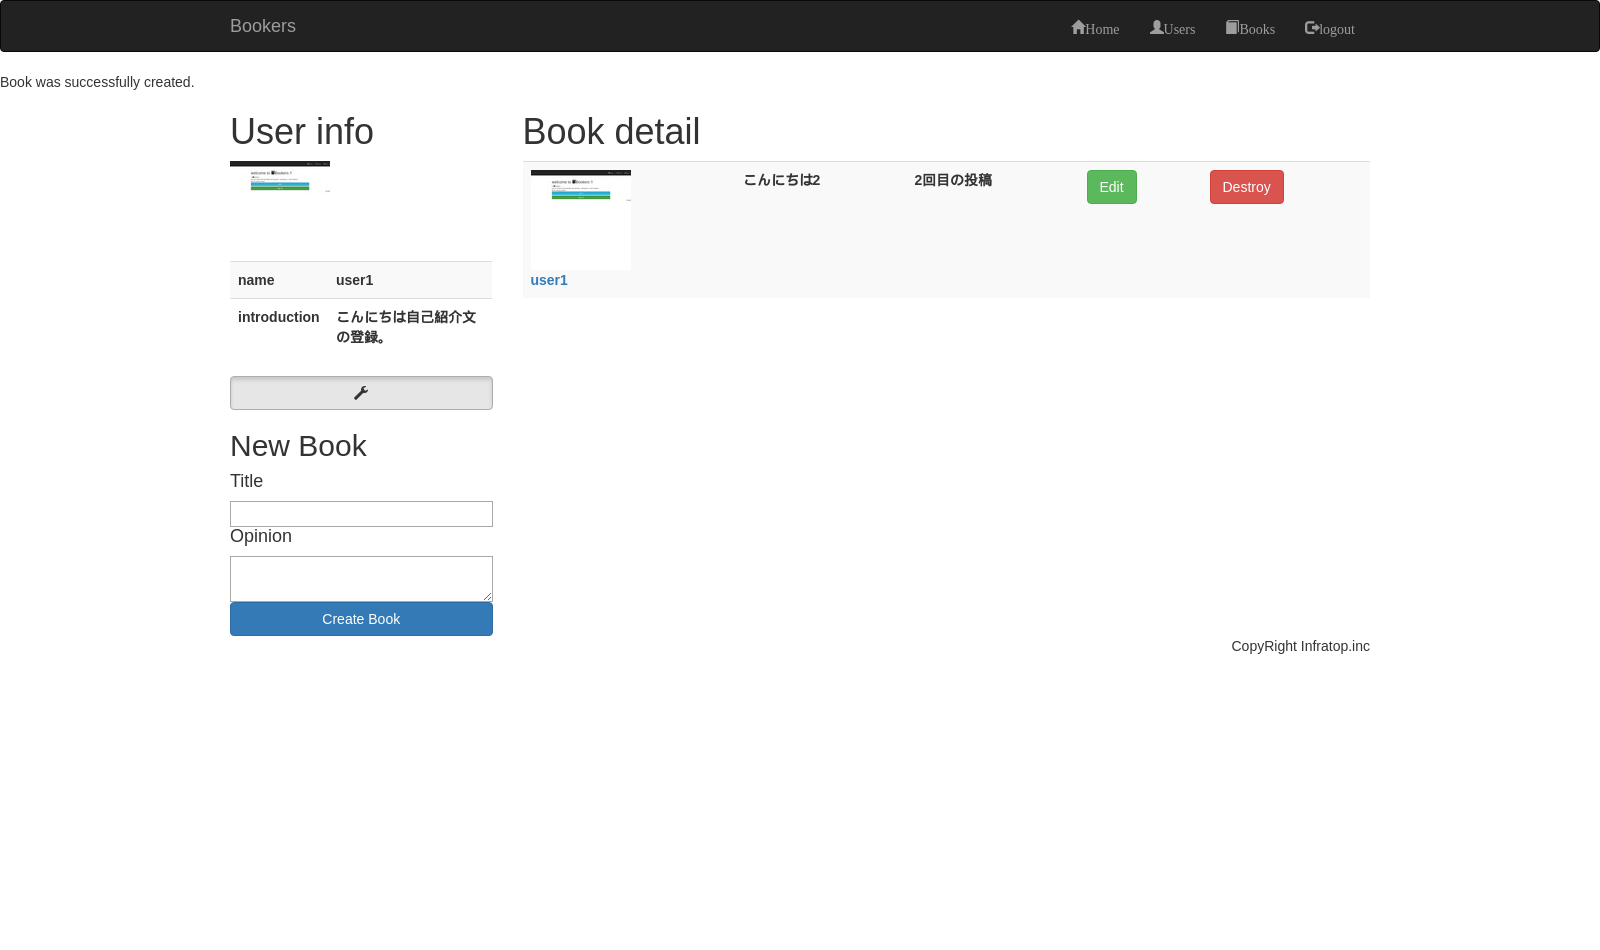 Bookers
Home Users Books logout
Book was successfully created.
User info
name user1
introduction こんにちは自己紹介文
の登録。
New Book
Title
Opinion
Create Book
Book detail
こんにちは2 2回目の投稿 Edit Destroy
user1
CopyRight Infratop.inc